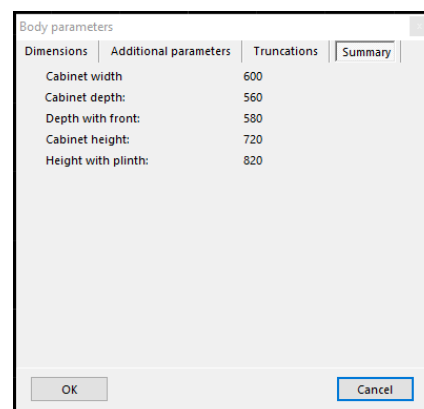 Body parameters
Dimensions Additional parameters Truncations Summary
Cabinet width 600
Cabinet depth: 560
Depth with front: 580
Cabinet height: 720
Height with plinth: 820
OK Cancel